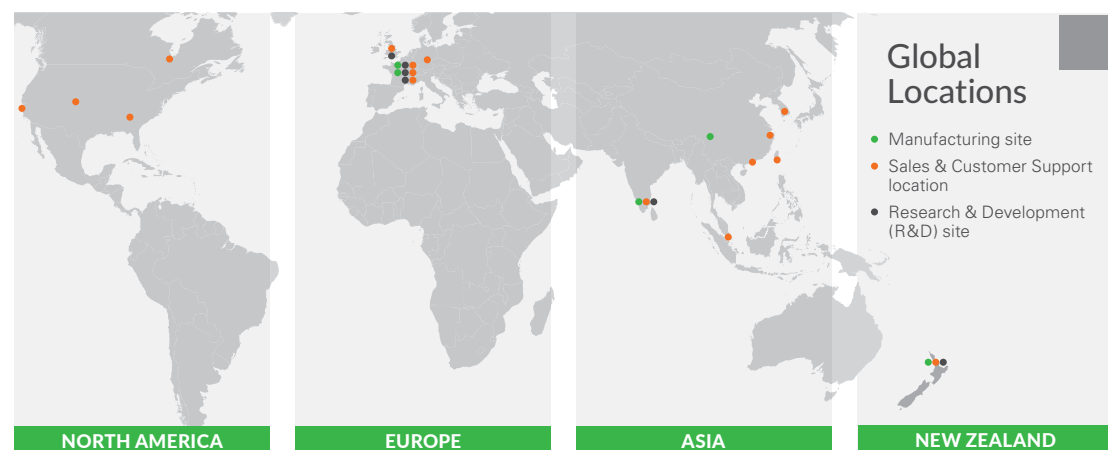 Global
Locations
Manufacturing site
Sales & Customer Support
location
Research & Development
(R&D) site
NORTH AMERICA
EUROPE
ASIA
NEW ZEALAND